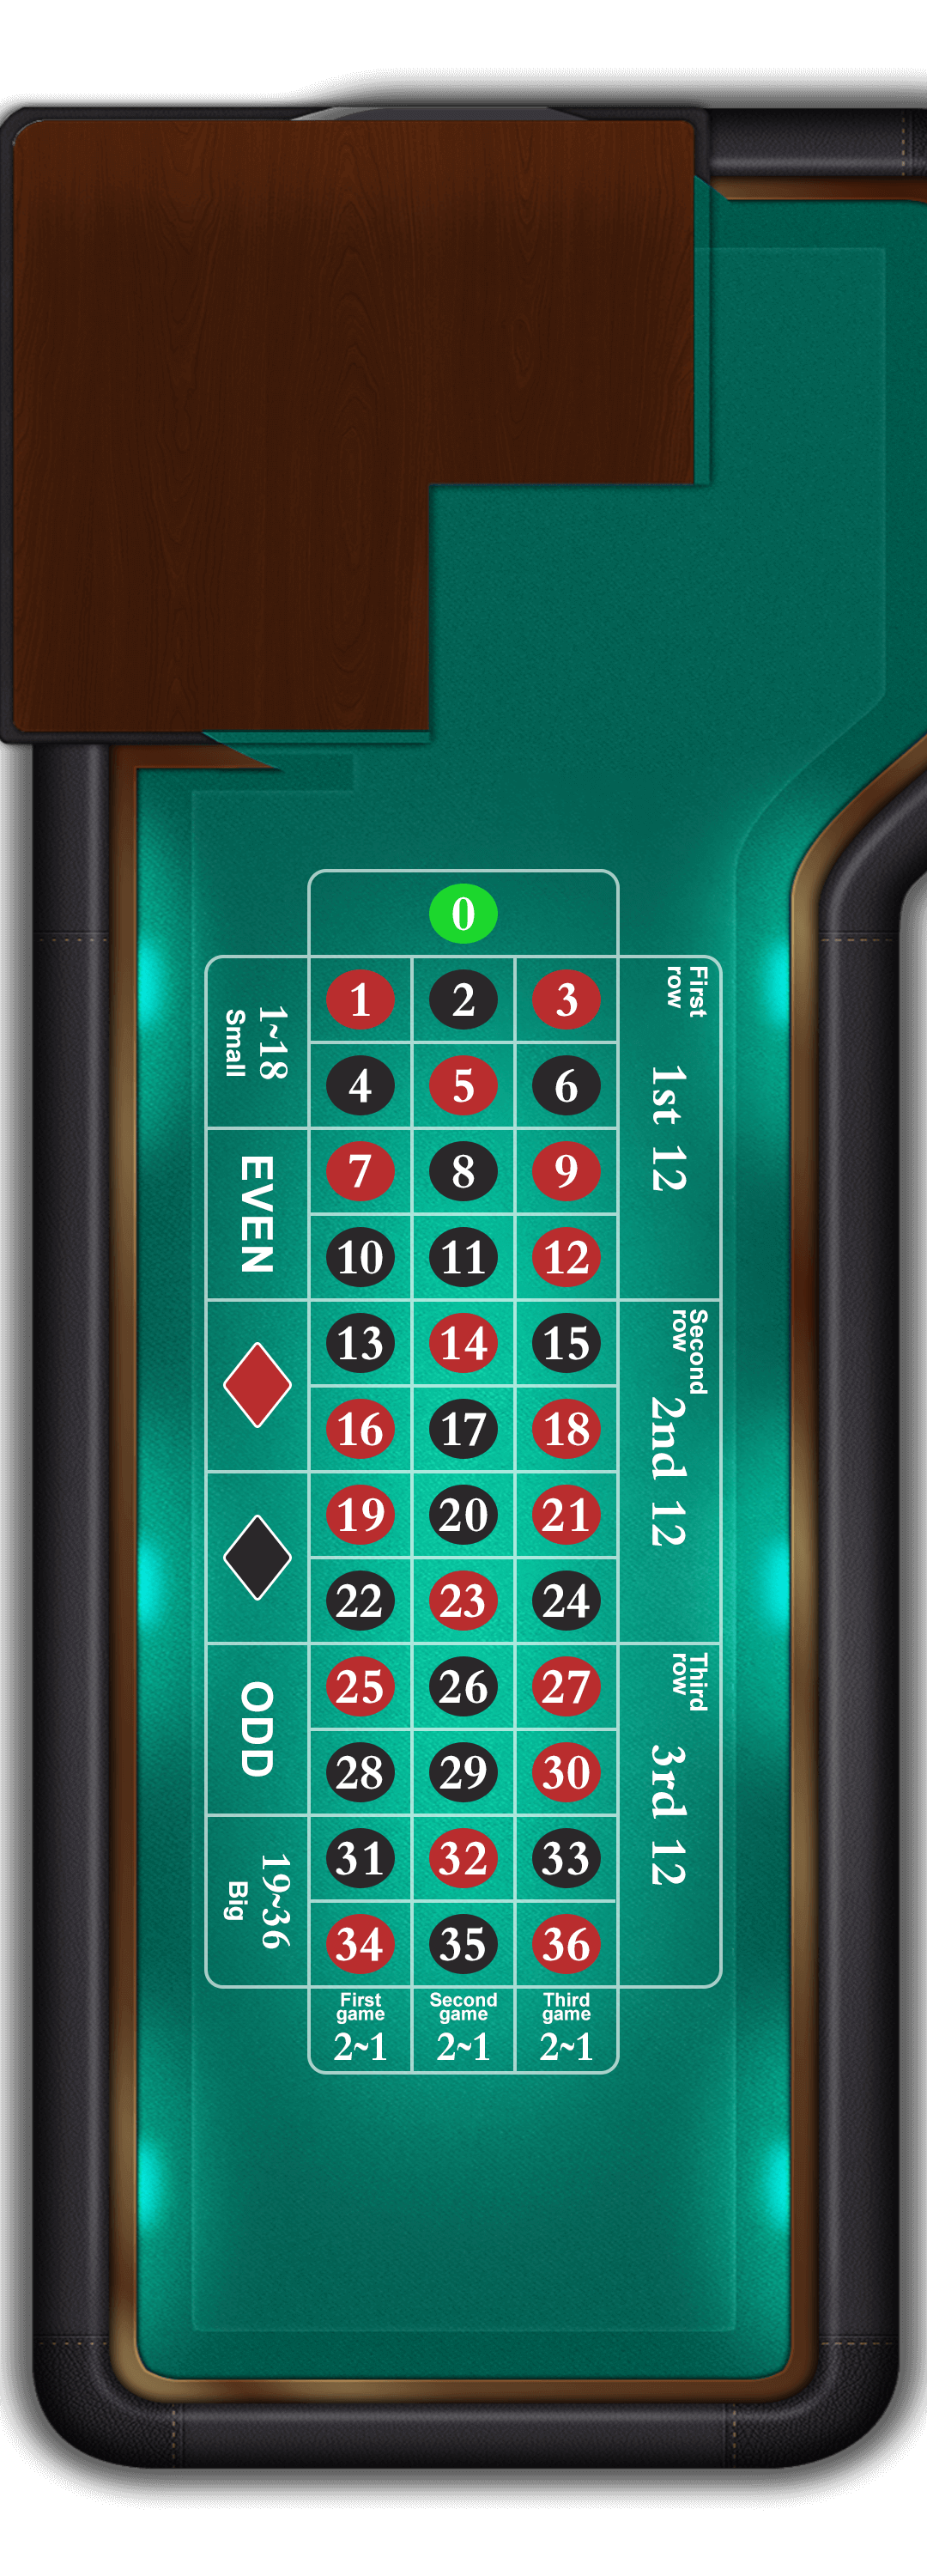 0
1 2 3
4 5 6
7 8 9
10 11 12
13 14 15
16 17 18
19 20 21
22 23 24
25 26 27
28 29 30
31 32 33
34 35 36
First game
2~1
Second game
2~1
Third game
2~1
1~18
Small
EVEN
ODD
19~36
Big
First
row
1st 12
Second
row
2nd 12
Third
row
3rd 12